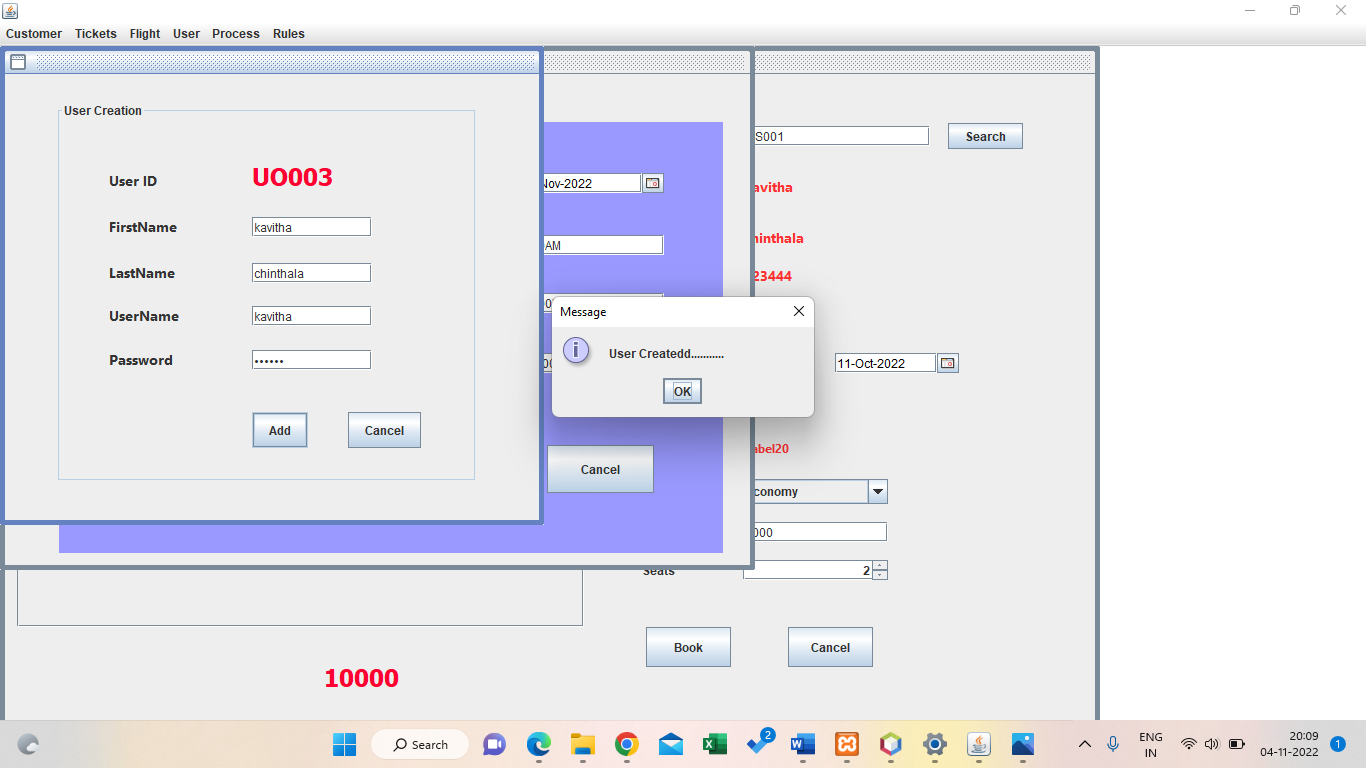 Customer Tickets Flight User Process Rules
User Creation
User ID UO003
FirstName kavitha
LastName chinthala
UserName kavitha
Password ••••••
Add Cancel
Nov-2022
AM
Cancel
Message
User Createdd...........
OK
S001 Search
avitha
hinthala
23444
11-Oct-2022
abel20
conomy
000
Seats 2
Book Cancel
10000
Search
2
ENG
IN
20:09
04-11-2022
1